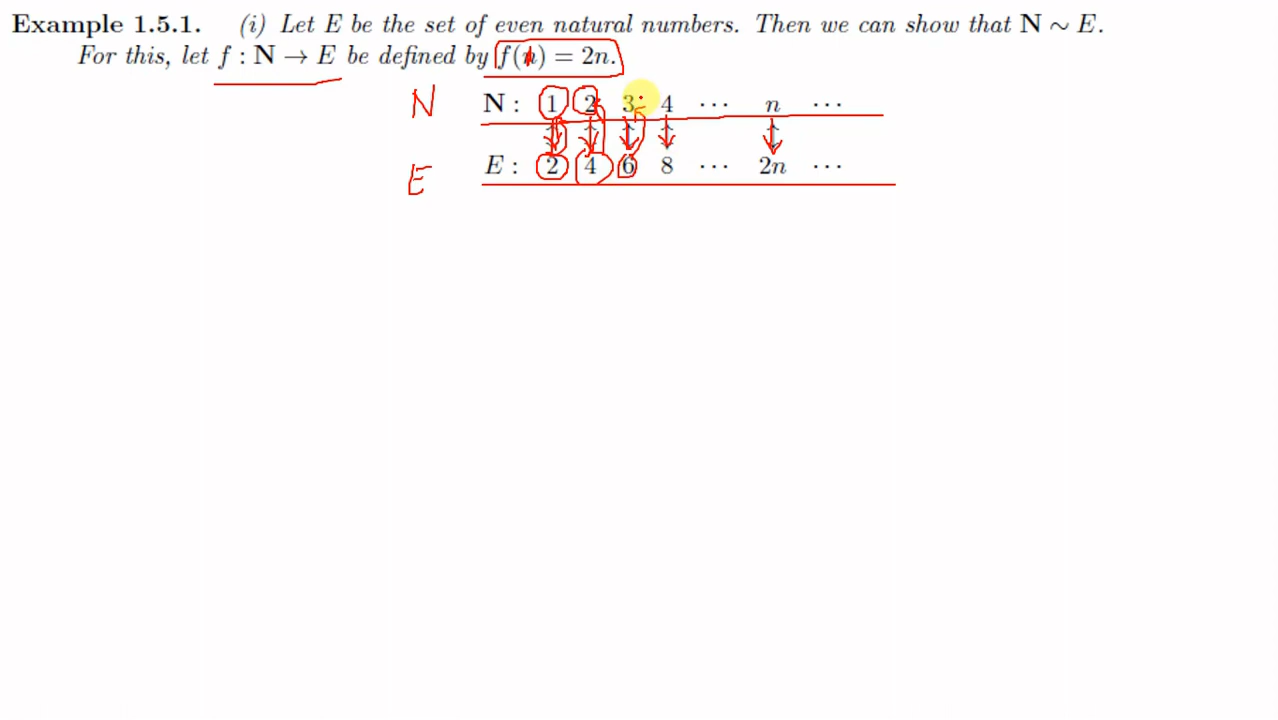 Example 1.5.1. (i) Let E be the set of even natural numbers. Then we can show that N ∼ E.
For this, let f : N → E be defined by f(n) = 2n.
N N : 1 2 3 4 ··· n ···
E E : 2 4 6 8 ··· 2n ···